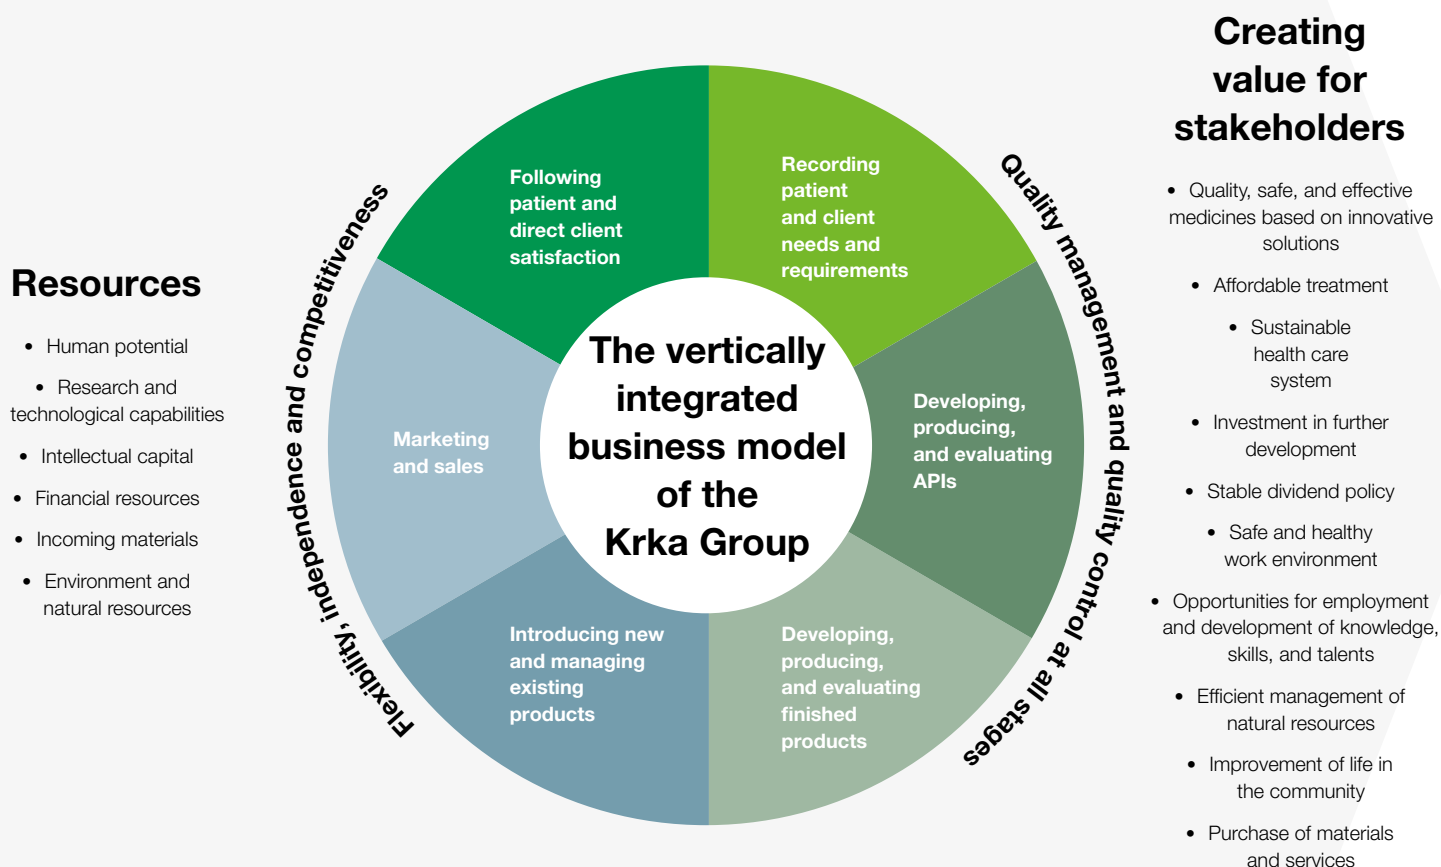 Resources
• Human potential
• Research and
technological capabilities
• Intellectual capital
• Financial resources
• Incoming materials
• Environment and
natural resources
Flexibility, independence and competitiveness
Following
patient and
direct client
satisfaction
Recording
patient
and client
needs and
requirements
Developing,
producing,
and evaluating
APIs
Developing,
producing,
and evaluating
finished
products
Introducing new
and managing
existing
products
Marketing
and sales
The vertically
integrated
business model
of the
Krka Group
Quality management and quality control at all stages
Creating
value for
stakeholders
• Quality, safe, and effective
medicines based on innovative
solutions
• Affordable treatment
• Sustainable
health care
system
• Investment in further
development
• Stable dividend policy
• Safe and healthy
work environment
• Opportunities for employment
and development of knowledge,
skills, and talents
• Efficient management of
natural resources
• Improvement of life in
the community
• Purchase of materials
and services